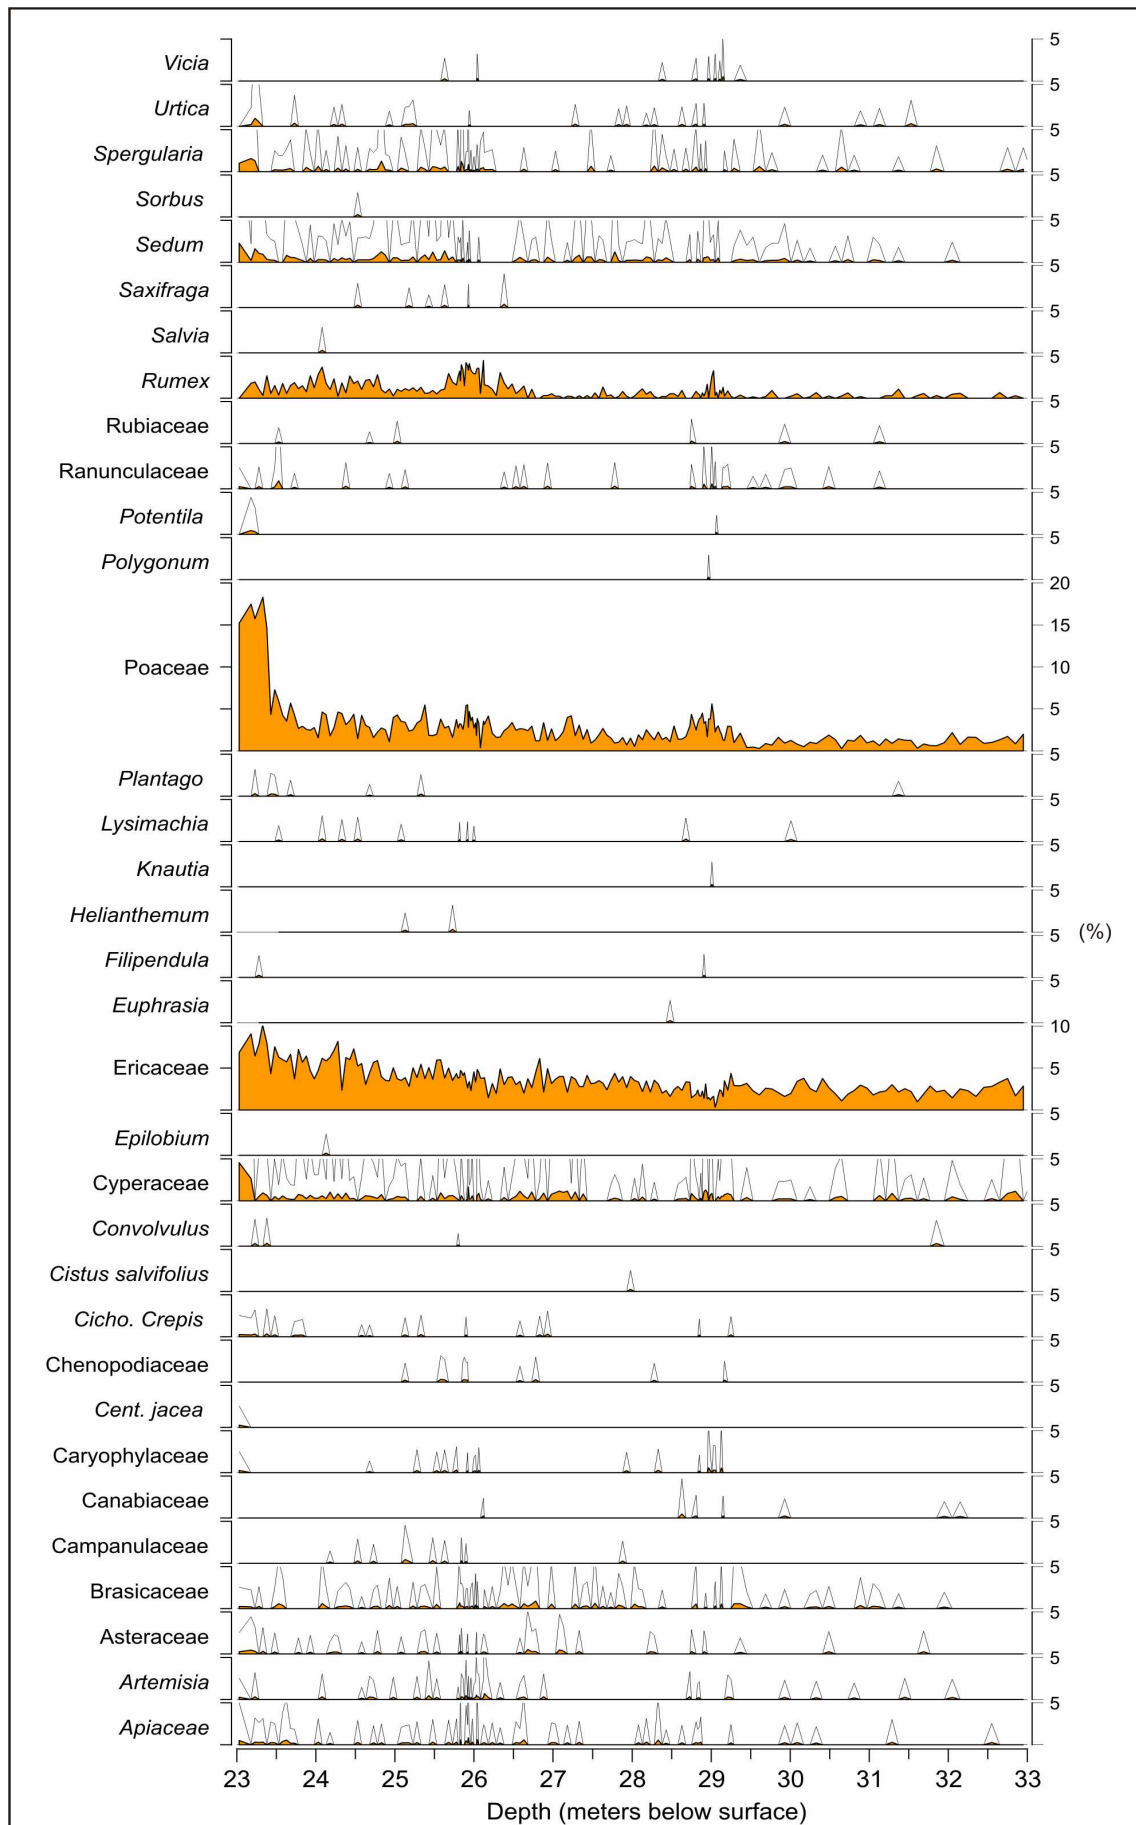 Vicia 5
Urtica 5
Spergularia 5
Sorbus 5
Sedum 5
Saxifraga 5
Salvia 5
Rumex 5
Rubiaceae 5
Ranunculaceae 5
Potentila 5
Polygonum 5
20
15
Poaceae 10
5
Plantago 5
Lysimachia 5
Knautia 5
Helianthemum 5
5 (%)
Filipendula
Euphrasia 5
10
Ericaceae 5
Epilobium 5
Cyperaceae 5
Convolvulus 5
Cistus salvifolius 5
Cicho. Crepis 5
Chenopodiaceae 5
Cent. jacea 5
Caryophylaceae 5
Canabiaceae 5
Campanulaceae 5
Brasicaceae 5
Asteraceae 5
Artemisia 5
Apiaceae 5
23 24 25 26 27 28 29 30 31 32 33
Depth (meters below surface)